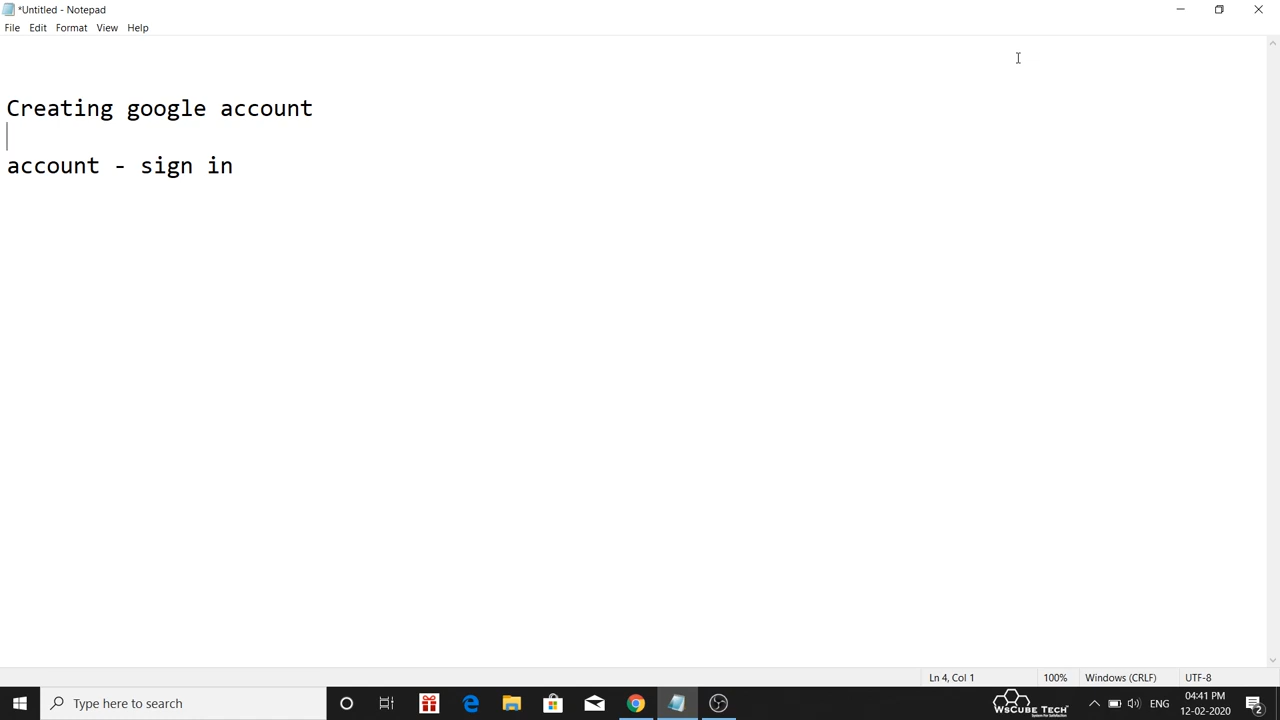 *Untitled - Notepad
File Edit Format View Help
Creating google account
account - sign in
Ln 4, Col 1 100% Windows (CRLF) UTF-8
Type here to search
WSCUBE TECH
ENG
04:41 PM
12-02-2020
2